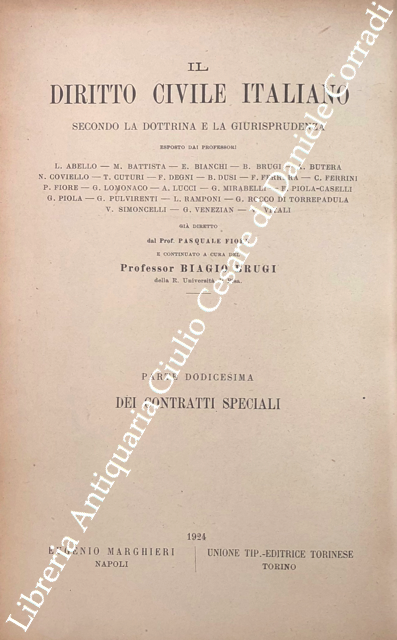 IL
DIRITTO CIVILE ITALIANO
SECONDO LA DOTTRINA E LA GIURISPRUDENZA
ESPOSTO DAI PROFESSORI
L. ABELLO — M. BATTISTA — E. BIANCHI — B. BRUGI — A. BUTERA
N. COVIELLO — T. CUTURI — F. DEGNI — B. DUSI — F. FERRARA — C. FERRINI
P. FIORE — G. LOMONACO — A. LUCCI — G. MIRABELLI — E. PIOLA-CASELLI
G. PIOLA — G. PULVIRENTI — L. RAMPONI — G. ROCCO DI TORREPADULA
V. SIMONCELLI — G. VENEZIAN — VITALI
GIÀ DIRETTO
dal Prof. PASQUALE FIORE
E CONTINUATO A CURA DEL
Professor BIAGIO BRUGI
della R. Università di Pisa.
PARTE DODICESIMA
DEI CONTRATTI SPECIALI
1924
EUGENIO MARGHIERI
NAPOLI
UNIONE TIP.-EDITRICE TORINESE
TORINO
Libreria Antiquaria Giulio Cesare di Daniele Corradi